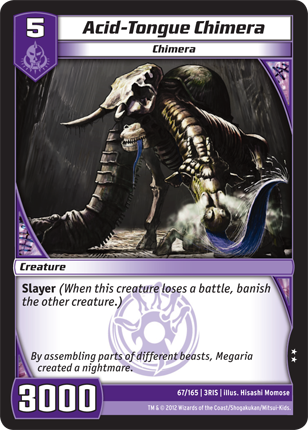 5
Acid-Tongue Chimera
Chimera
Creature
Slayer (When this creature loses a battle, banish
the other creature.)
By assembling parts of different beasts, Megaria
created a nightmare.
3000
67/165 | 3RIS | illus. Hisashi Momose
TM & © 2012 Wizards of the Coast/Shogakukan/Mitsui-Kids.